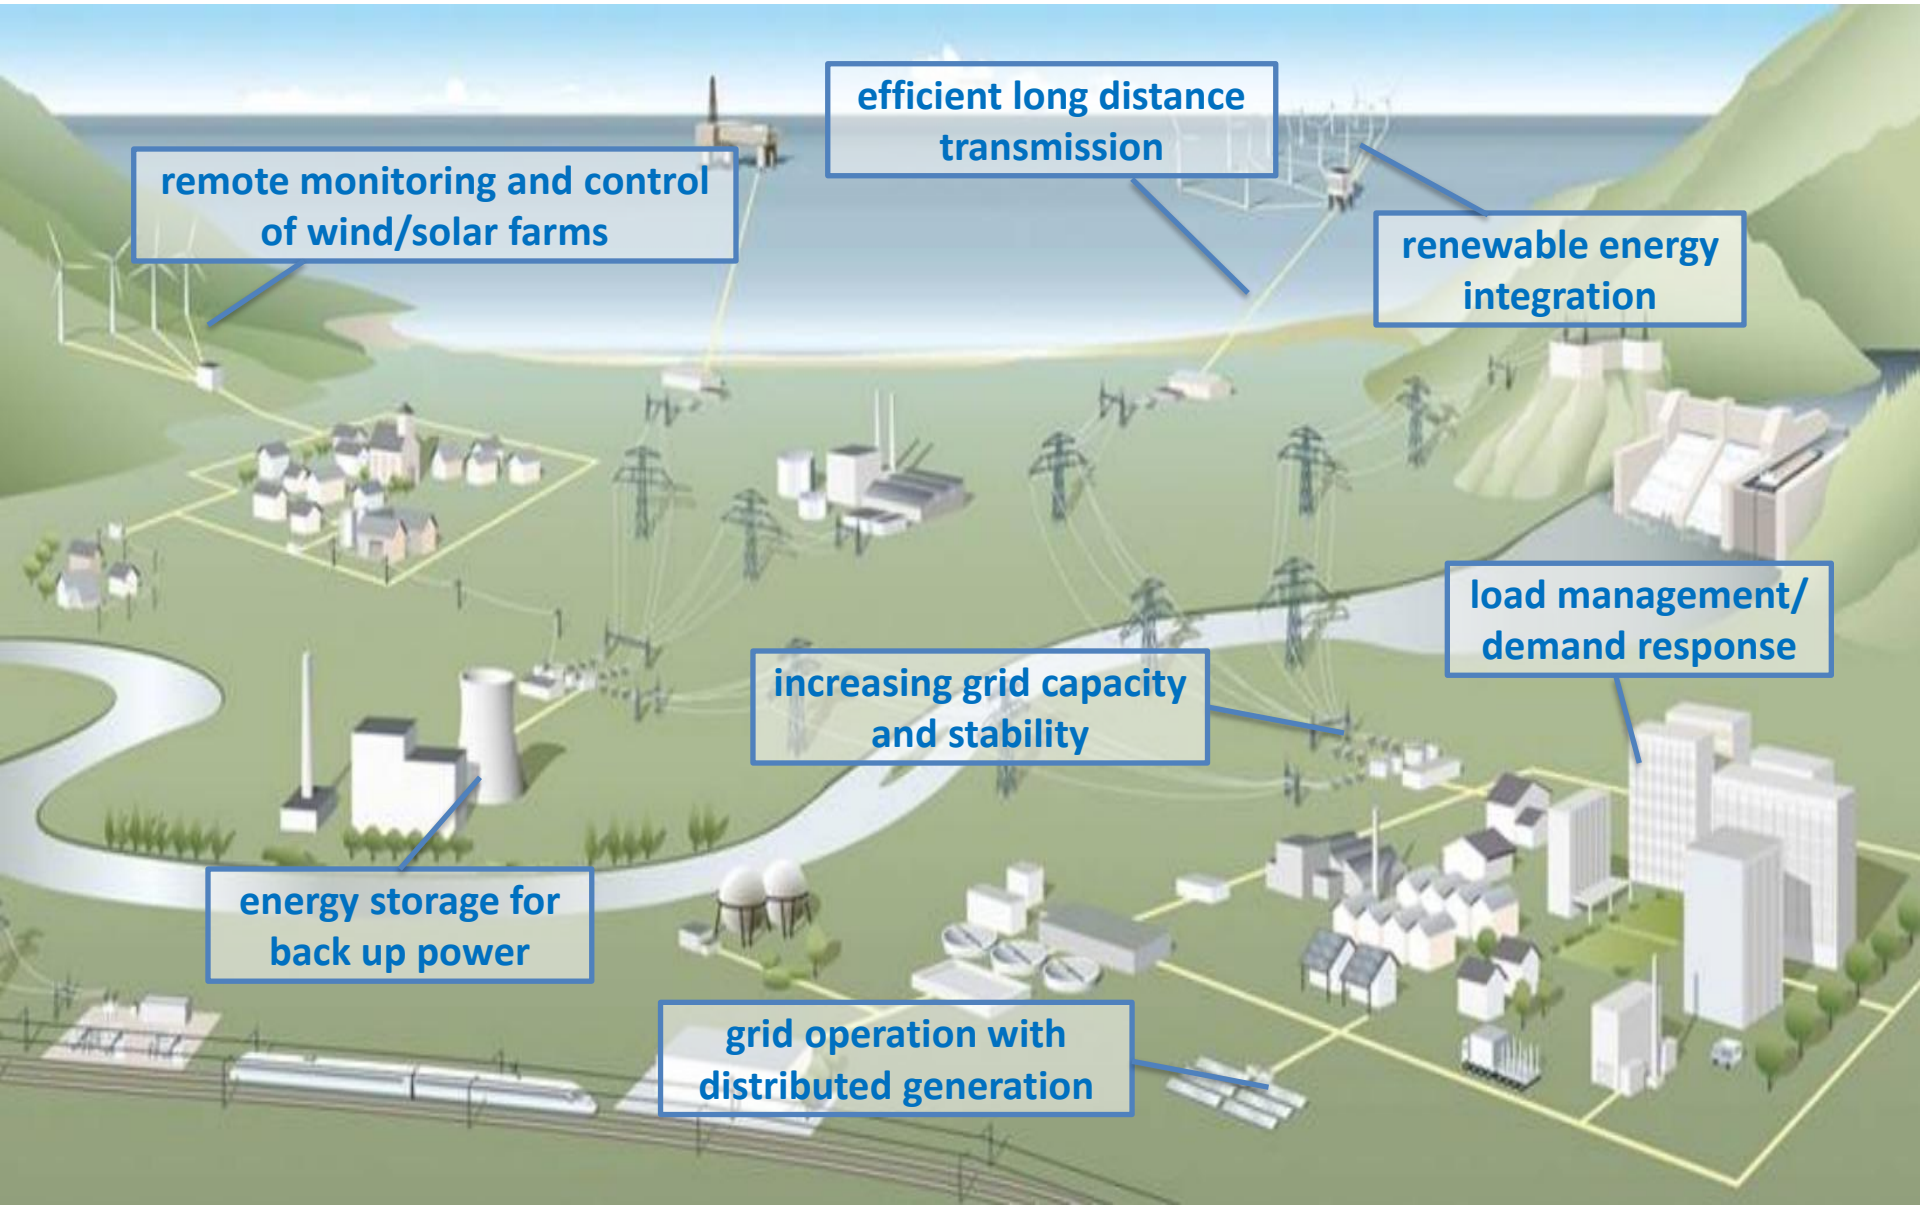 efficient long distance
transmission
remote monitoring and control
of wind/solar farms
renewable energy
integration
load management/
demand response
increasing grid capacity
and stability
energy storage for
back up power
grid operation with
distributed generation